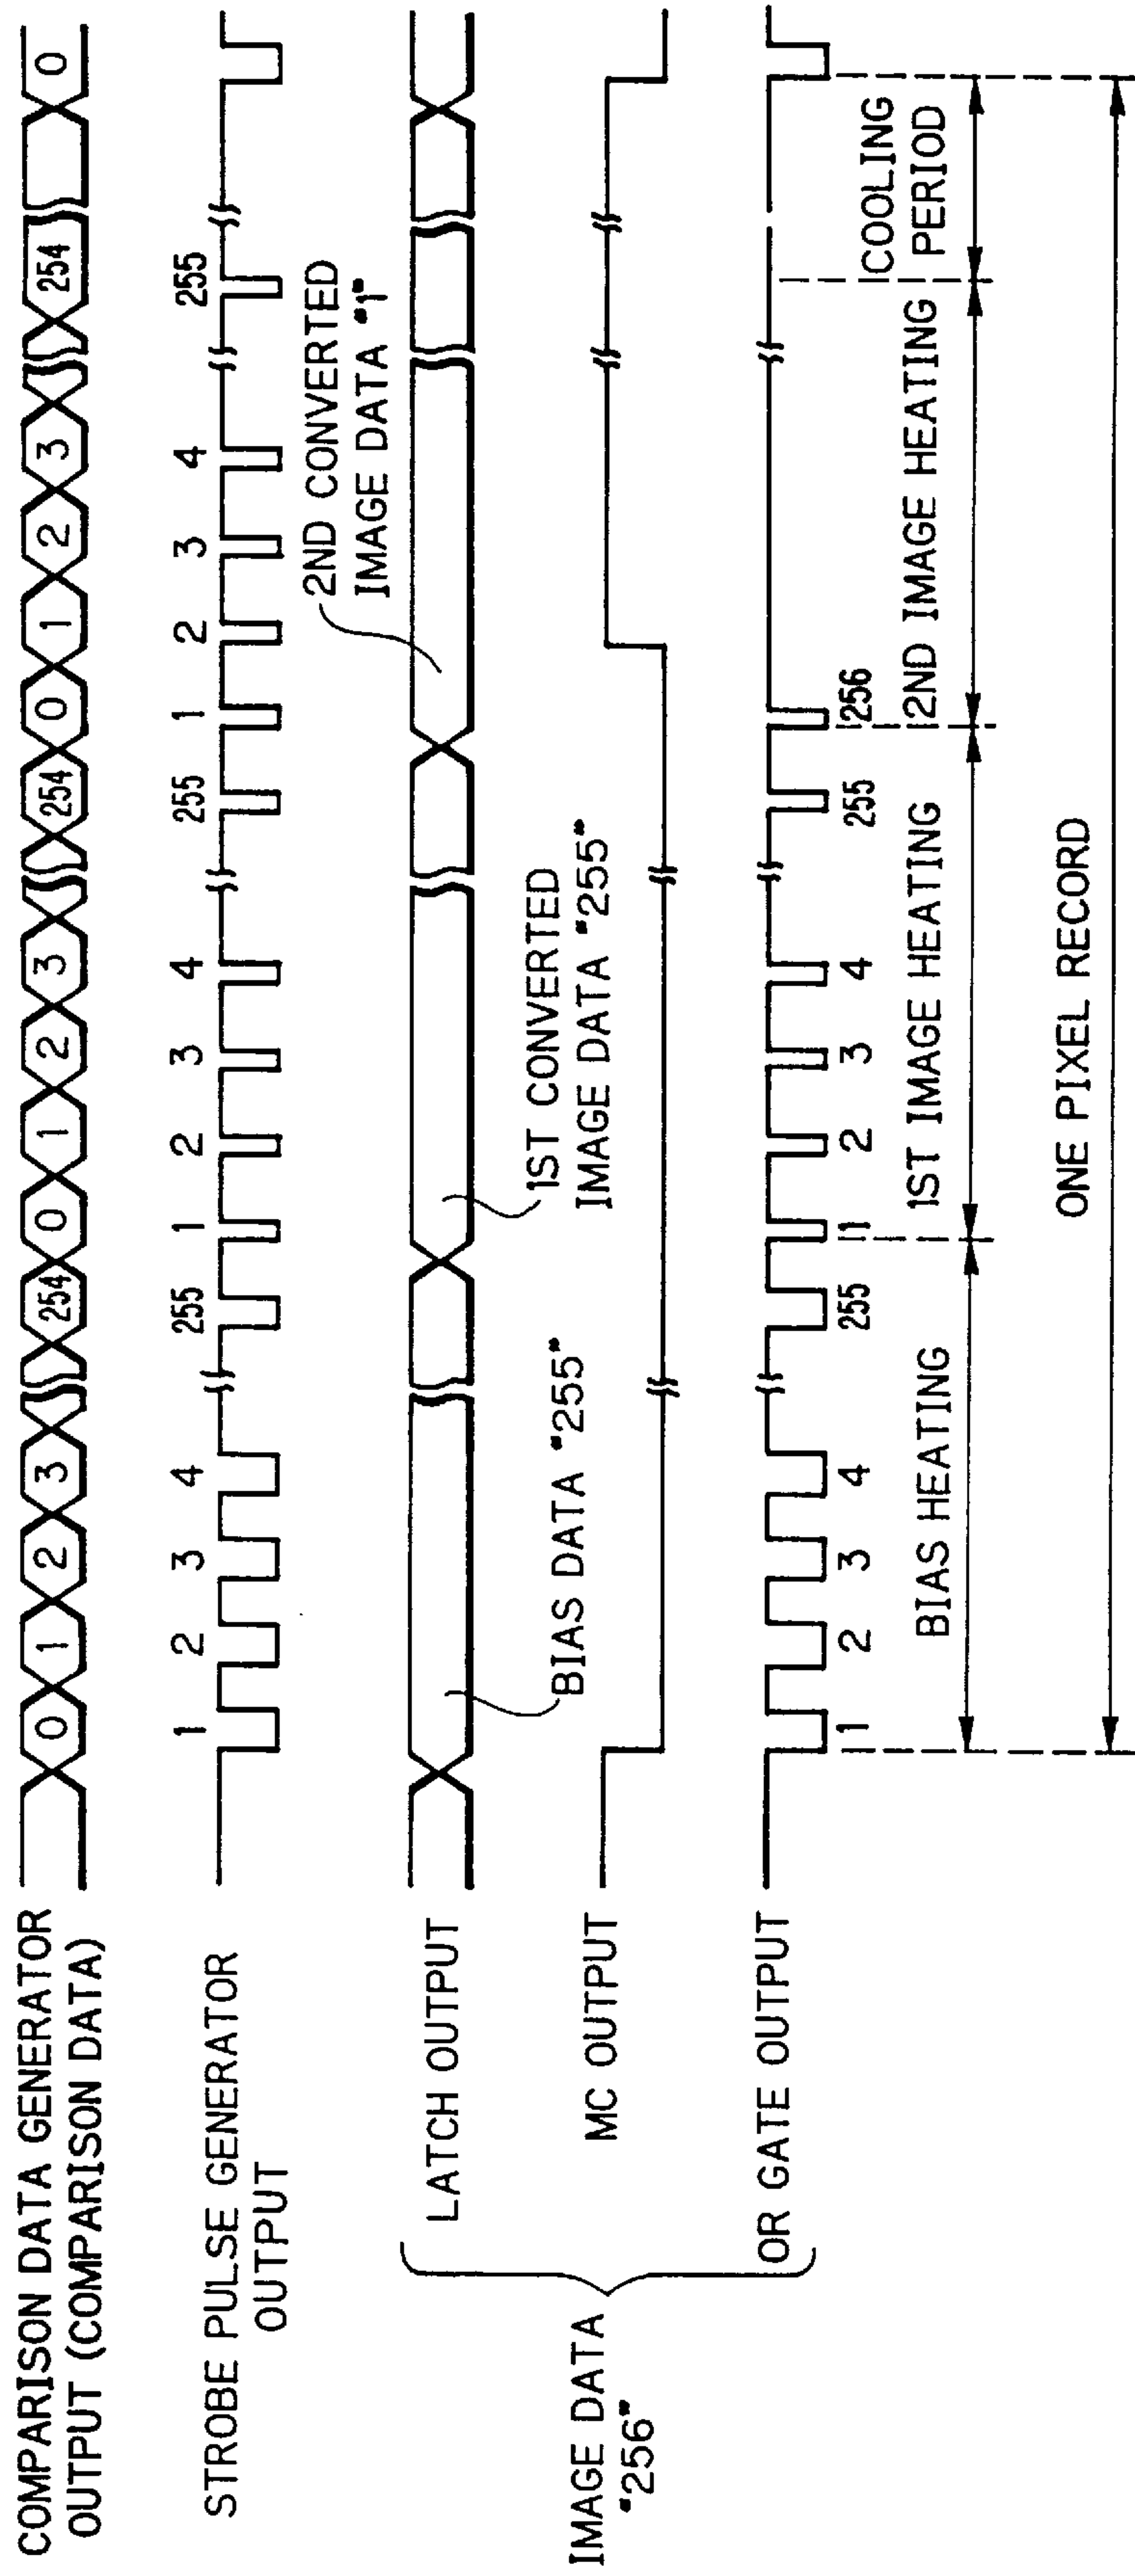 COMPARISON DATA GENERATOR
OUTPUT (COMPARISON DATA)
0 1 2 3 254 0 1 2 3 254 0 1 2 3 254 0
STROBE PULSE GENERATOR
OUTPUT
1 2 3 4 255 1 2 3 4 255 1 2 3 4 255
IMAGE DATA
"256"
LATCH OUTPUT
BIAS DATA "255"
1ST CONVERTED
IMAGE DATA "255"
2ND CONVERTED
IMAGE DATA "1"
MC OUTPUT
OR GATE OUTPUT
1 2 3 4 255 1 2 3 4 255 256
BIAS HEATING
1ST IMAGE HEATING
2ND IMAGE HEATING
COOLING
PERIOD
ONE PIXEL RECORD